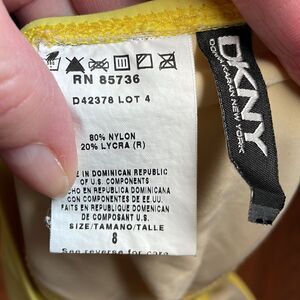 RN 85736
D42378 LOT 4
80% NYLON
20% LYCRA (R)
IN DOMINICAN REPUBLIC
OF U.S. COMPONENTS
HO EN REPUBLICA DOMINICANA
CON COMPONENTES DE EE.UU.
FAITS EN REPUBLIQUE DOMENICAN
DE COMPOSANT U.S.
SIZE/TAMANO/TALLE
8
See reverse for care
DKNY
DONNA KARAN NEW YORK